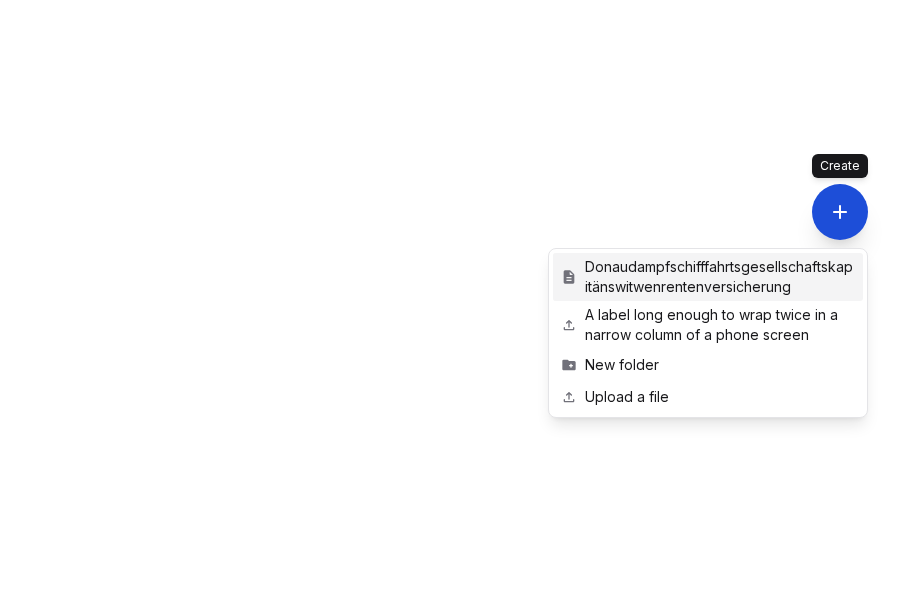 Create
Donaudampfschifffahrtsgesellschaftskap
itänswitwenrentenversicherung
A label long enough to wrap twice in a
narrow column of a phone screen
New folder
Upload a file